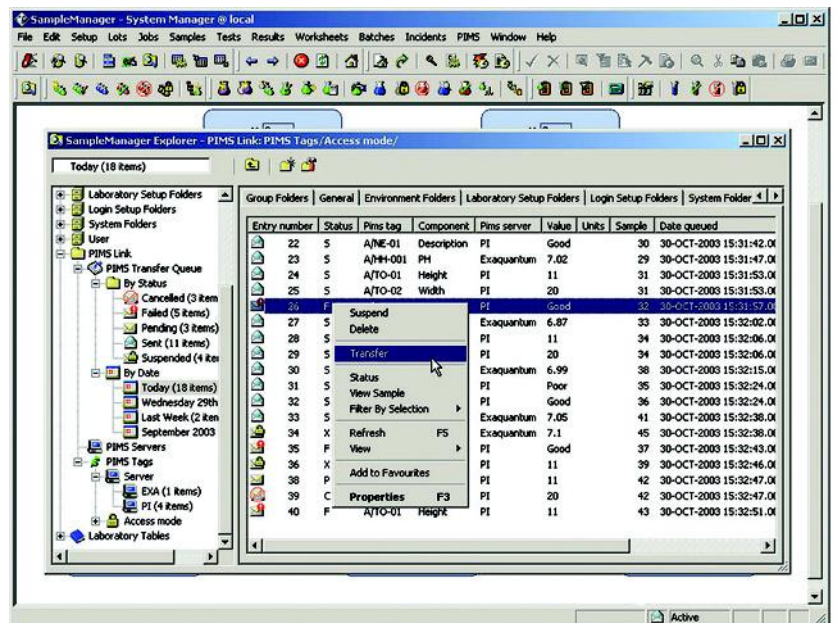 SampleManager - System Manager @ local
File Edit Setup Lots Jobs Samples Tests Results Worksheets Batches Incidents PIMS Window Help
SampleManager Explorer - PIMS Link: PIMS Tags/Access mode/
Today (18 items)
Laboratory Setup Folders
Login Setup Folders
System Folders
User
PIMS Link
PIMS Transfer Queue
By Status
Cancelled (3 item
Failed (5 items)
Pending (3 items)
Sent (11 items)
Suspended (4 iter
By Date
Today (18 items)
Wednesday 29th
Last Week (2 iten
September 2003
PIMS Servers
PIMS Tags
Server
EXA (1 items)
PI (4 items)
Access mode
Laboratory Tables
Group Folders General Environment Folders Laboratory Setup Folders Login Setup Folders System Folder
Entry number Status Pims tag Component Pims server Value Units Sample Date queued
22 S A/NE-01 Description PI Good 30 30-OCT-2003 15:31:42.0
23 S A/HH-001 PH Exaquantum 7.02 29 30-OCT-2003 15:31:47.0
24 S A/TO-01 Height PI 11 31 30-OCT-2003 15:31:53.0
25 S A/TO-02 Width PI 20 31 30-OCT-2003 15:31:53.0
26 F PI Good 32 30-OCT-2003 15:31:57.0
27 S Exaquantum 6.87 33 30-OCT-2003 15:32:02.0
28 S PI 11 34 30-OCT-2003 15:32:06.0
29 S PI 20 34 30-OCT-2003 15:32:06.0
30 S Exaquantum 6.99 38 30-OCT-2003 15:32:15.0
31 S PI Poor 35 30-OCT-2003 15:32:24.0
32 S PI Good 36 30-OCT-2003 15:32:24.0
33 S Exaquantum 7.05 41 30-OCT-2003 15:32:38.0
34 X Exaquantum 7.1 45 30-OCT-2003 15:32:38.0
35 F PI Good 37 30-OCT-2003 15:32:43.0
36 X PI 11 39 30-OCT-2003 15:32:46.0
38 P PI 11 42 30-OCT-2003 15:32:47.0
39 C PI 20 42 30-OCT-2003 15:32:47.0
40 F A/TO-01 Height PI 11 43 30-OCT-2003 15:32:51.0
Suspend
Delete
Transfer
Status
View Sample
Filter By Selection
Refresh F5
View
Add to Favourites
Properties F3
Active